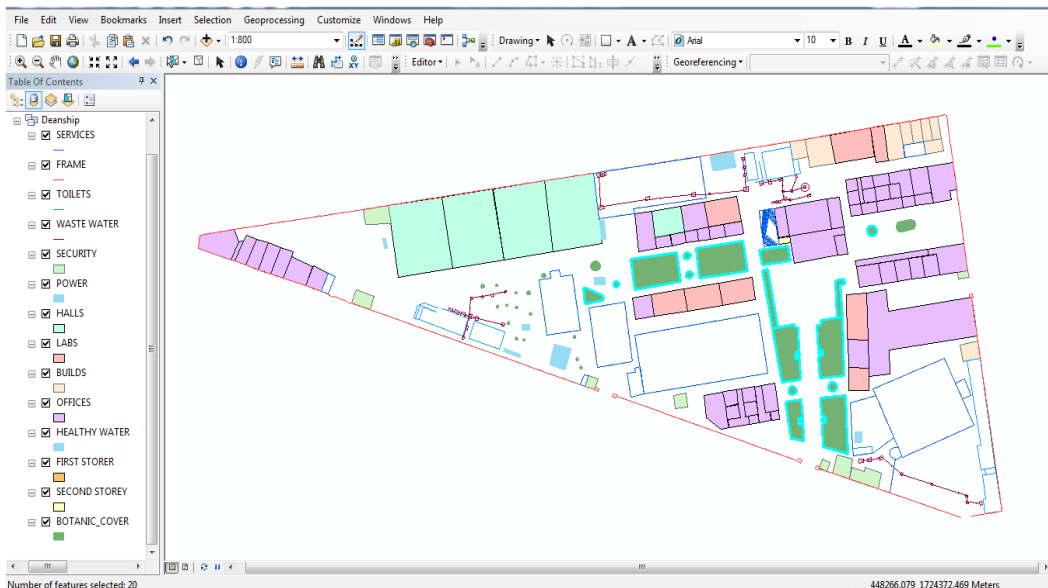 File Edit View Bookmarks Insert Selection Geoprocessing Customize Windows Help
1:800 Drawing Arial 10 B I U A
Editor Georeferencing
Table Of Contents
Deanship
SERVICES
FRAME
TOILETS
WASTE WATER
SECURITY
POWER
HALLS
LABS
BUILDS
OFFICES
HEALTHY WATER
FIRST STORER
SECOND STOREY
BOTANIC_COVER
Number of features selected: 20 448266.079 1724372.469 Meters